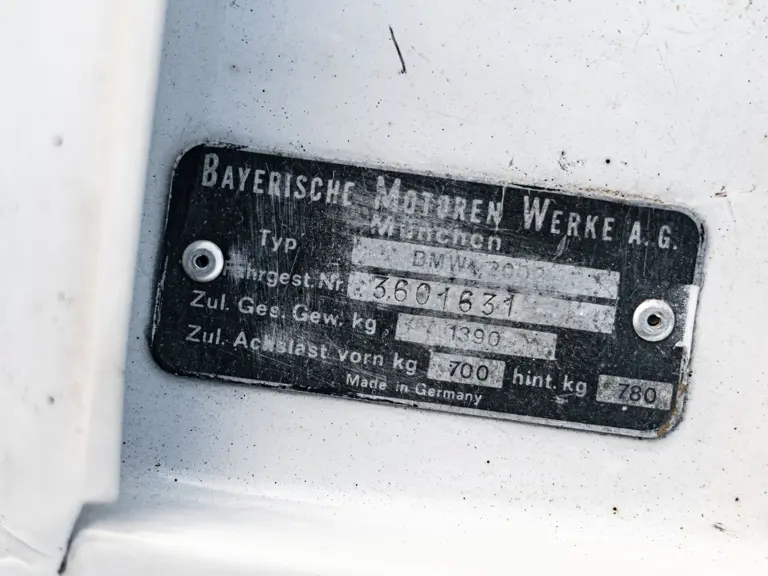 BAYERISCHE MOTOREN WERKE A.G.
München
Typ BMW 2002
Fahrgest. Nr. 3601631
Zul. Ges. Gew. kg 1390
Zul. Achslast vorn kg 700 hint. kg 780
Made in Germany